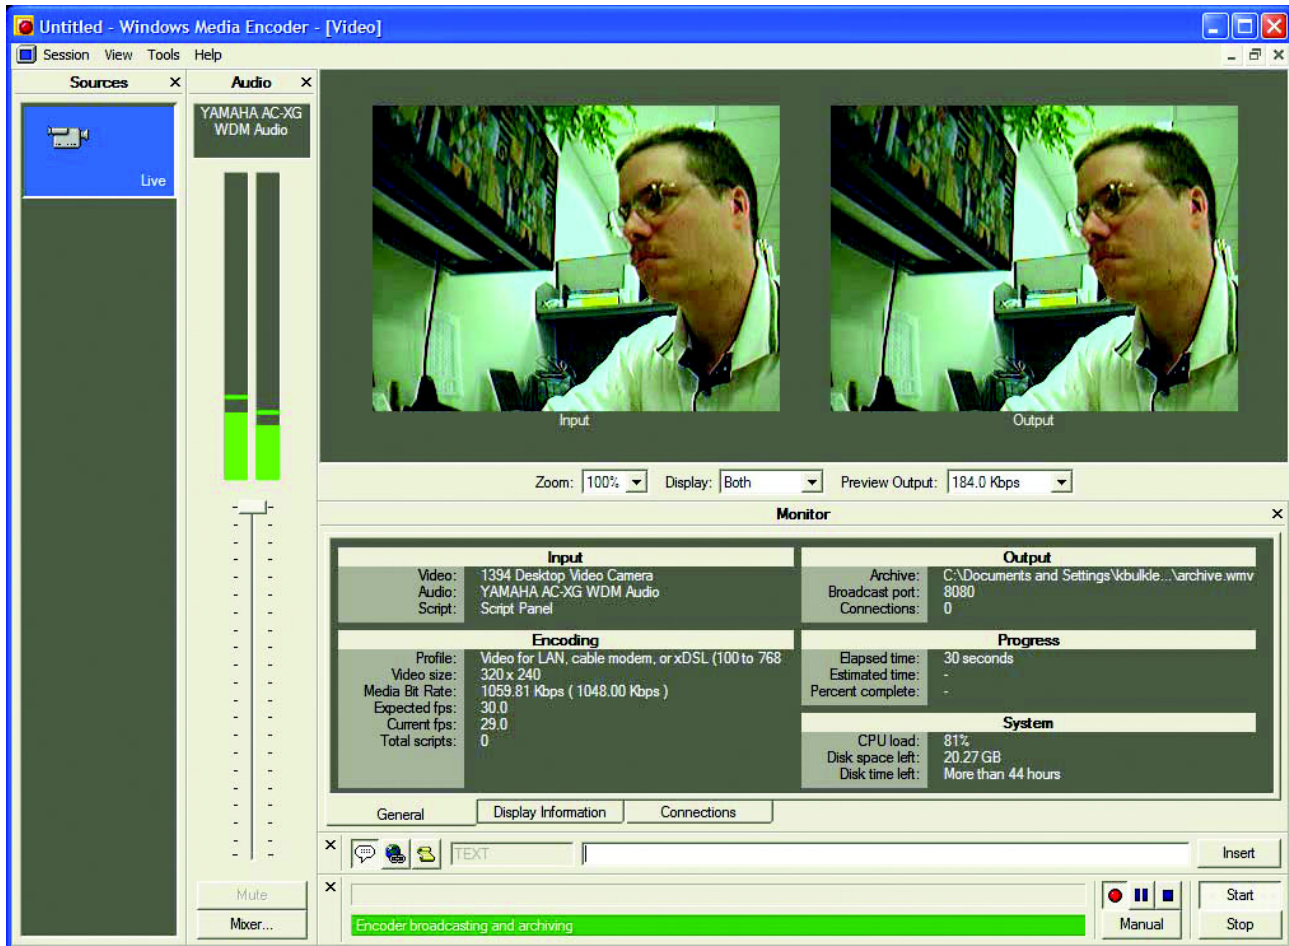 Untitled - Windows Media Encoder - [Video]
Session View Tools Help
Sources
Live
Audio
YAMAHA AC-XG
WDM Audio
Input
Output
Zoom: 100% Display: Both Preview Output: 184.0 Kbps
Monitor
Input
Video: 1394 Desktop Video Camera
Audio: YAMAHA AC-XG WDM Audio
Script: Script Panel
Encoding
Profile: Video for LAN, cable modem, or xDSL (100 to 768
Video size: 320 x 240
Media Bit Rate: 1059.81 Kbps ( 1048.00 Kbps )
Expected fps: 30.0
Current fps: 29.0
Total scripts: 0
Output
Archive: C:\Documents and Settings\kbulkle...\archive.wmv
Broadcast port: 8080
Connections: 0
Progress
Elapsed time: 30 seconds
Estimated time: -
Percent complete: -
System
CPU load: 81%
Disk space left: 20.27 GB
Disk time left: More than 44 hours
General Display Information Connections
TEXT
Insert
Mute
Mixer...
Encoder broadcasting and archiving
Manual
Start
Stop